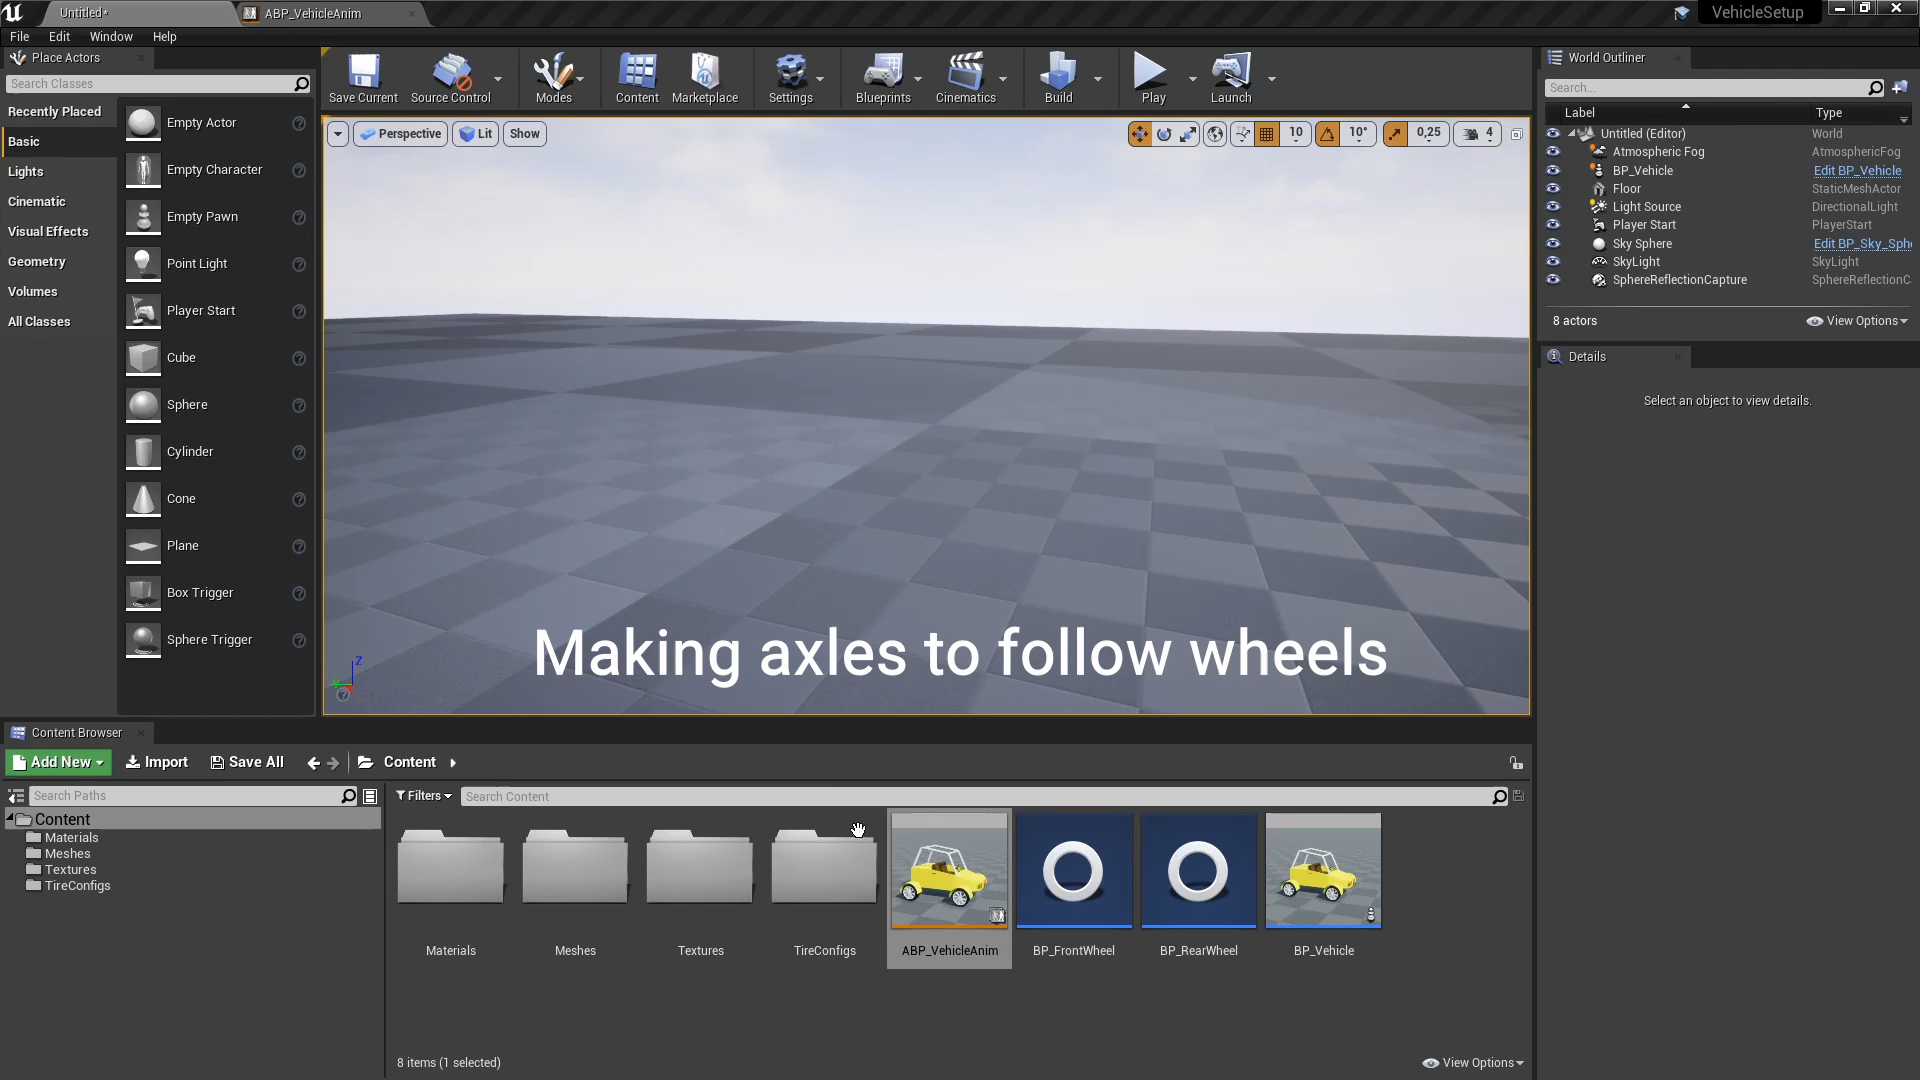 Untitled*
ABP_VehicleAnim
VehicleSetup
File Edit Window Help
Place Actors
Search Classes
Recently Placed
Basic
Lights
Cinematic
Visual Effects
Geometry
Volumes
All Classes
Empty Actor
Empty Character
Empty Pawn
Point Light
Player Start
Cube
Sphere
Cylinder
Cone
Plane
Box Trigger
Sphere Trigger
Save Current Source Control Modes Content Marketplace Settings Blueprints Cinematics Build Play Launch
Perspective Lit Show 10 10° 0,25 4
Z
Making axles to follow wheels
World Outliner
Search...
Label Type
Untitled (Editor) World
Atmospheric Fog AtmosphericFog
BP_Vehicle Edit BP_Vehicle
Floor StaticMeshActor
Light Source DirectionalLight
Player Start PlayerStart
Sky Sphere Edit BP_Sky_Sph
SkyLight SkyLight
SphereReflectionCapture SphereReflectionC
8 actors View Options
Details
Select an object to view details.
Content Browser
Add New Import Save All Content
Search Paths
Content
Materials
Meshes
Textures
TireConfigs
Filters Search Content
Materials Meshes Textures TireConfigs ABP_VehicleAnim BP_FrontWheel BP_RearWheel BP_Vehicle
8 items (1 selected) View Options